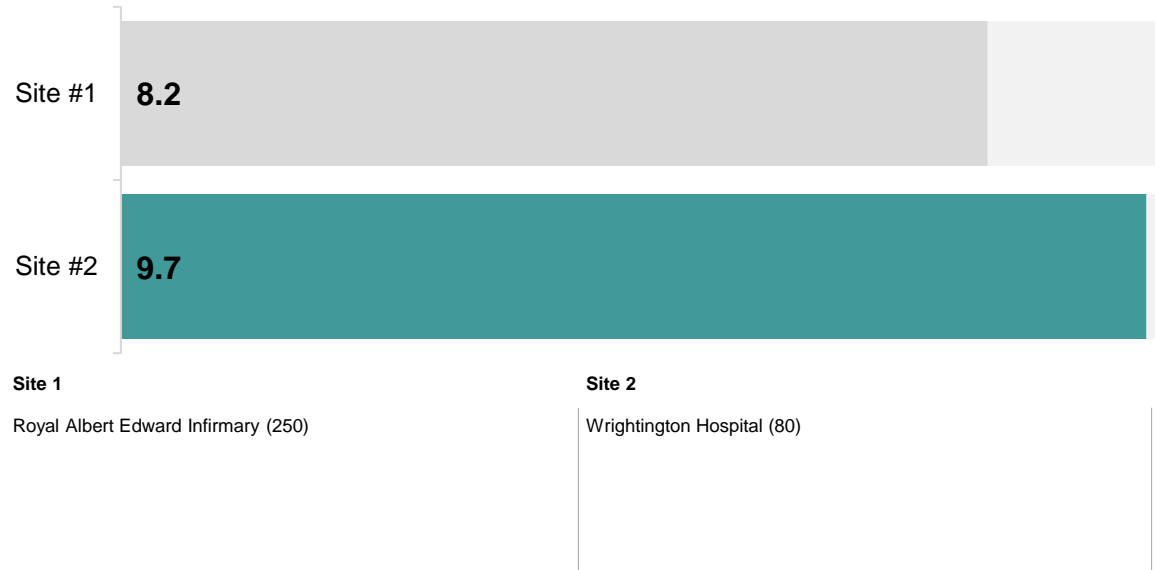 Site #1 8.2
Site #2 9.7
Site 1 Site 2
Royal Albert Edward Infirmary (250) Wrightington Hospital (80)